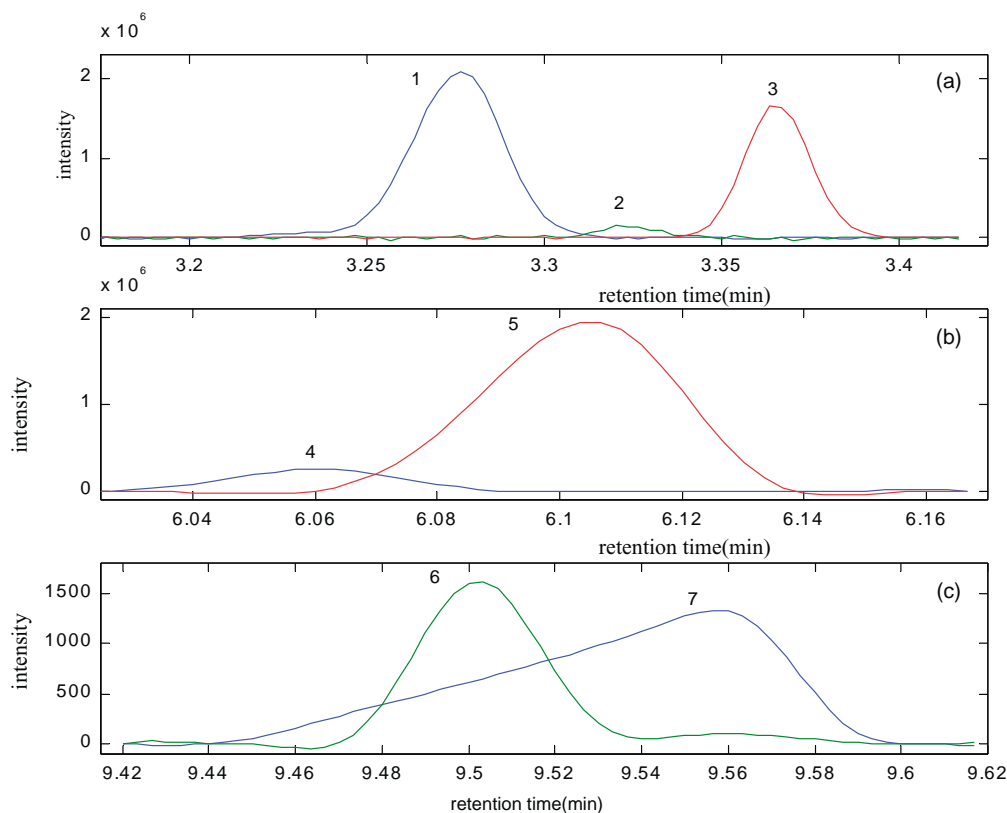 x 10^6
2
1
0
intensity
1
2
3
(a)
3.2 3.25 3.3 3.35 3.4
retention time(min)
x 10^6
2
1
0
intensity
4
5
(b)
6.04 6.06 6.08 6.1 6.12 6.14 6.16
retention time(min)
1500
1000
500
0
intensity
6
7
(c)
9.42 9.44 9.46 9.48 9.5 9.52 9.54 9.56 9.58 9.6 9.62
retention time(min)